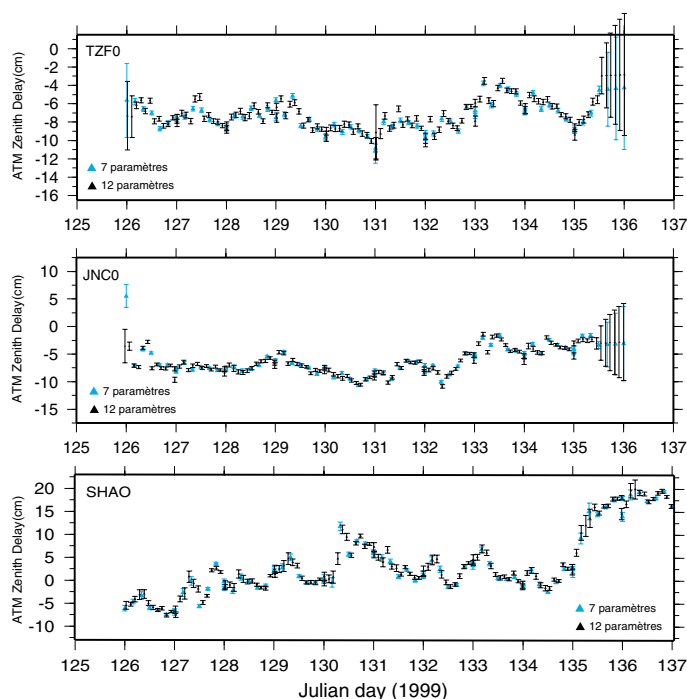 ATM Zenith Delay(cm)
TZF0
0
-2
-4
-6
-8
-10
-12
-14
-16
7 paramètres
12 paramètres
125 126 127 128 129 130 131 132 133 134 135 136 137
ATM Zenith Delay(cm)
JNC0
10
5
0
-5
-10
-15
7 paramètres
12 paramètres
125 126 127 128 129 130 131 132 133 134 135 136 137
ATM Zenith Delay(cm)
SHAO
20
15
10
5
0
-5
-10
7 paramètres
12 paramètres
125 126 127 128 129 130 131 132 133 134 135 136 137
Julian day (1999)